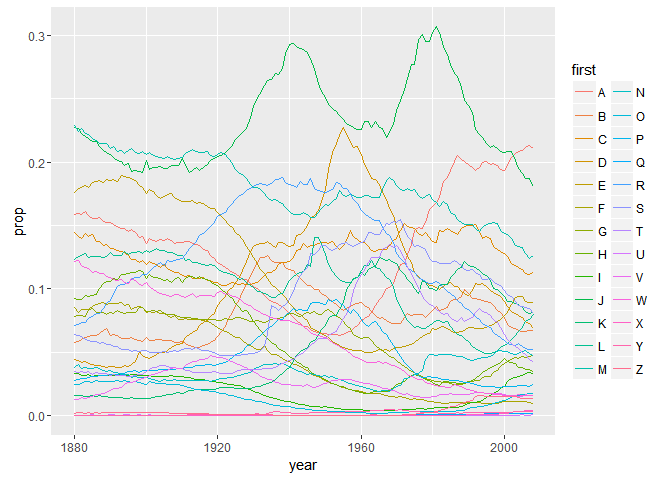 0.3
0.2
0.1
0.0
prop
1880 1920 1960 2000
year
first
A N
B O
C P
D Q
E R
F S
G T
H U
I V
J W
K X
L Y
M Z